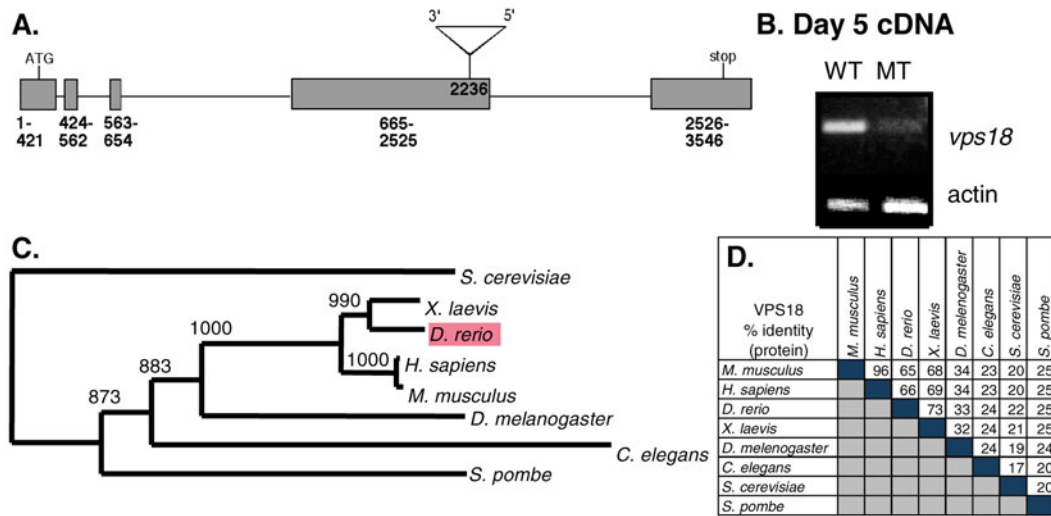 A.
3' 5'
ATG
2236
stop
1-
421
424-
562
563-
654
665-
2525
2526-
3546
B. Day 5 cDNA
WT MT
vps18
actin
C.
S. cerevisiae
990
X. laevis
1000
D. rerio
883
1000
H. sapiens
873
M. musculus
D. melanogaster
C. elegans
S. pombe
D.
VPS18
% identity
(protein)
M. musculus
H. sapiens
D. rerio
X. laevis
D. melenogaster
C. elegans
S. cerevisiae
S. pombe
M. musculus 96 65 68 34 23 20 25
H. sapiens 66 69 34 23 20 25
D. rerio 73 33 24 22 25
X. laevis 32 24 21 25
D. melenogaster 24 19 24
C. elegans 17 20
S. cerevisiae 20
S. pombe